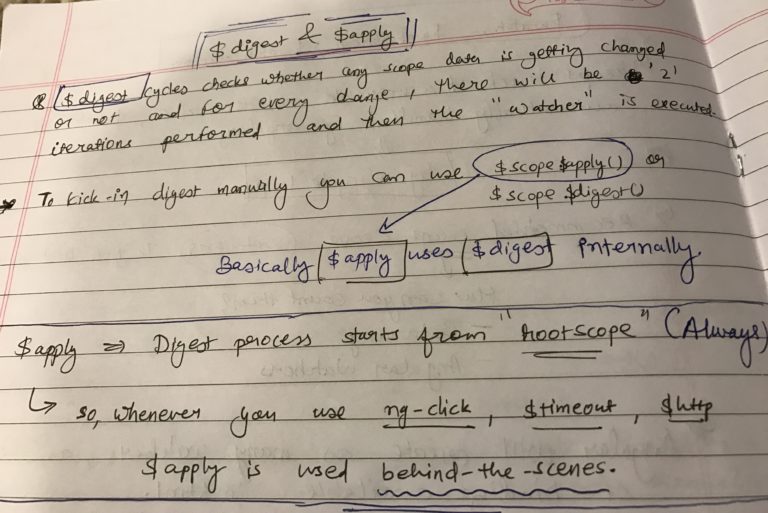 $digest & $apply
$digest cycles checks whether any scope data is getting changed
or not and for every change, there will be '2'
iterations performed and then the "watcher" is executed.
To kick-in digest manually you can use $scope $apply() or
$scope $digest()
Basically $apply uses $digest internally.
$apply ⇒ Digest process starts from "Rootscope" (Always)
↳ so, whenever you use ng-click, $timeout, $http
$apply is used behind-the-scenes.